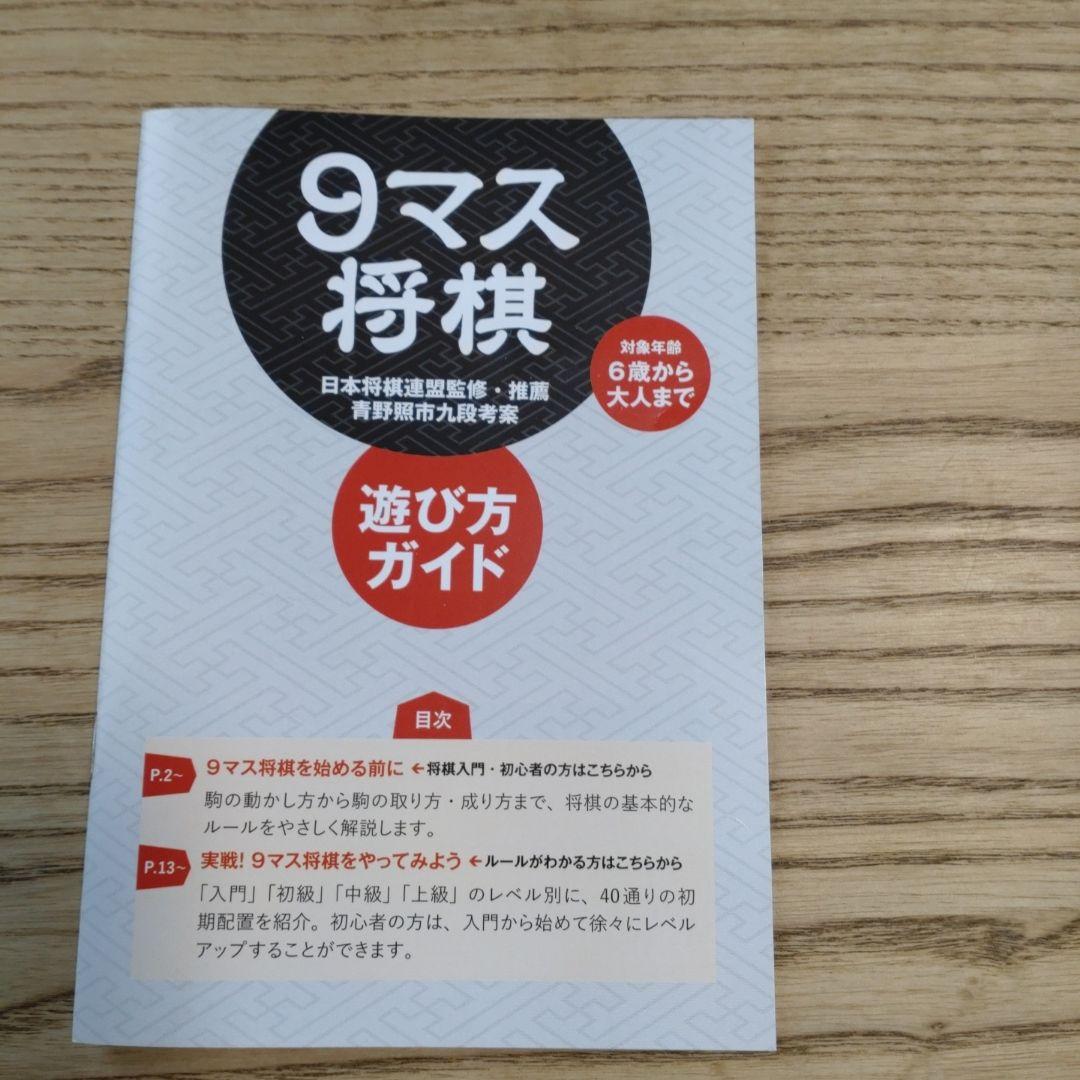 9マス
将棋
日本将棋連盟監修・推薦
青野照市九段考案
対象年齢
6歳から
大人まで
遊び方
ガイド
目次
P.2~
9マス将棋を始める前に ←将棋入門・初心者の方はこちらから
駒の動かし方から駒の取り方・成り方まで、将棋の基本的な
ルールをやさしく解説します。
P.13~
実戦! 9マス将棋をやってみよう ←ルールがわかる方はこちらから
「入門」「初級」「中級」「上級」のレベル別に、40通りの初
期配置を紹介。初心者の方は、入門から始めて徐々にレベル
アップすることができます。